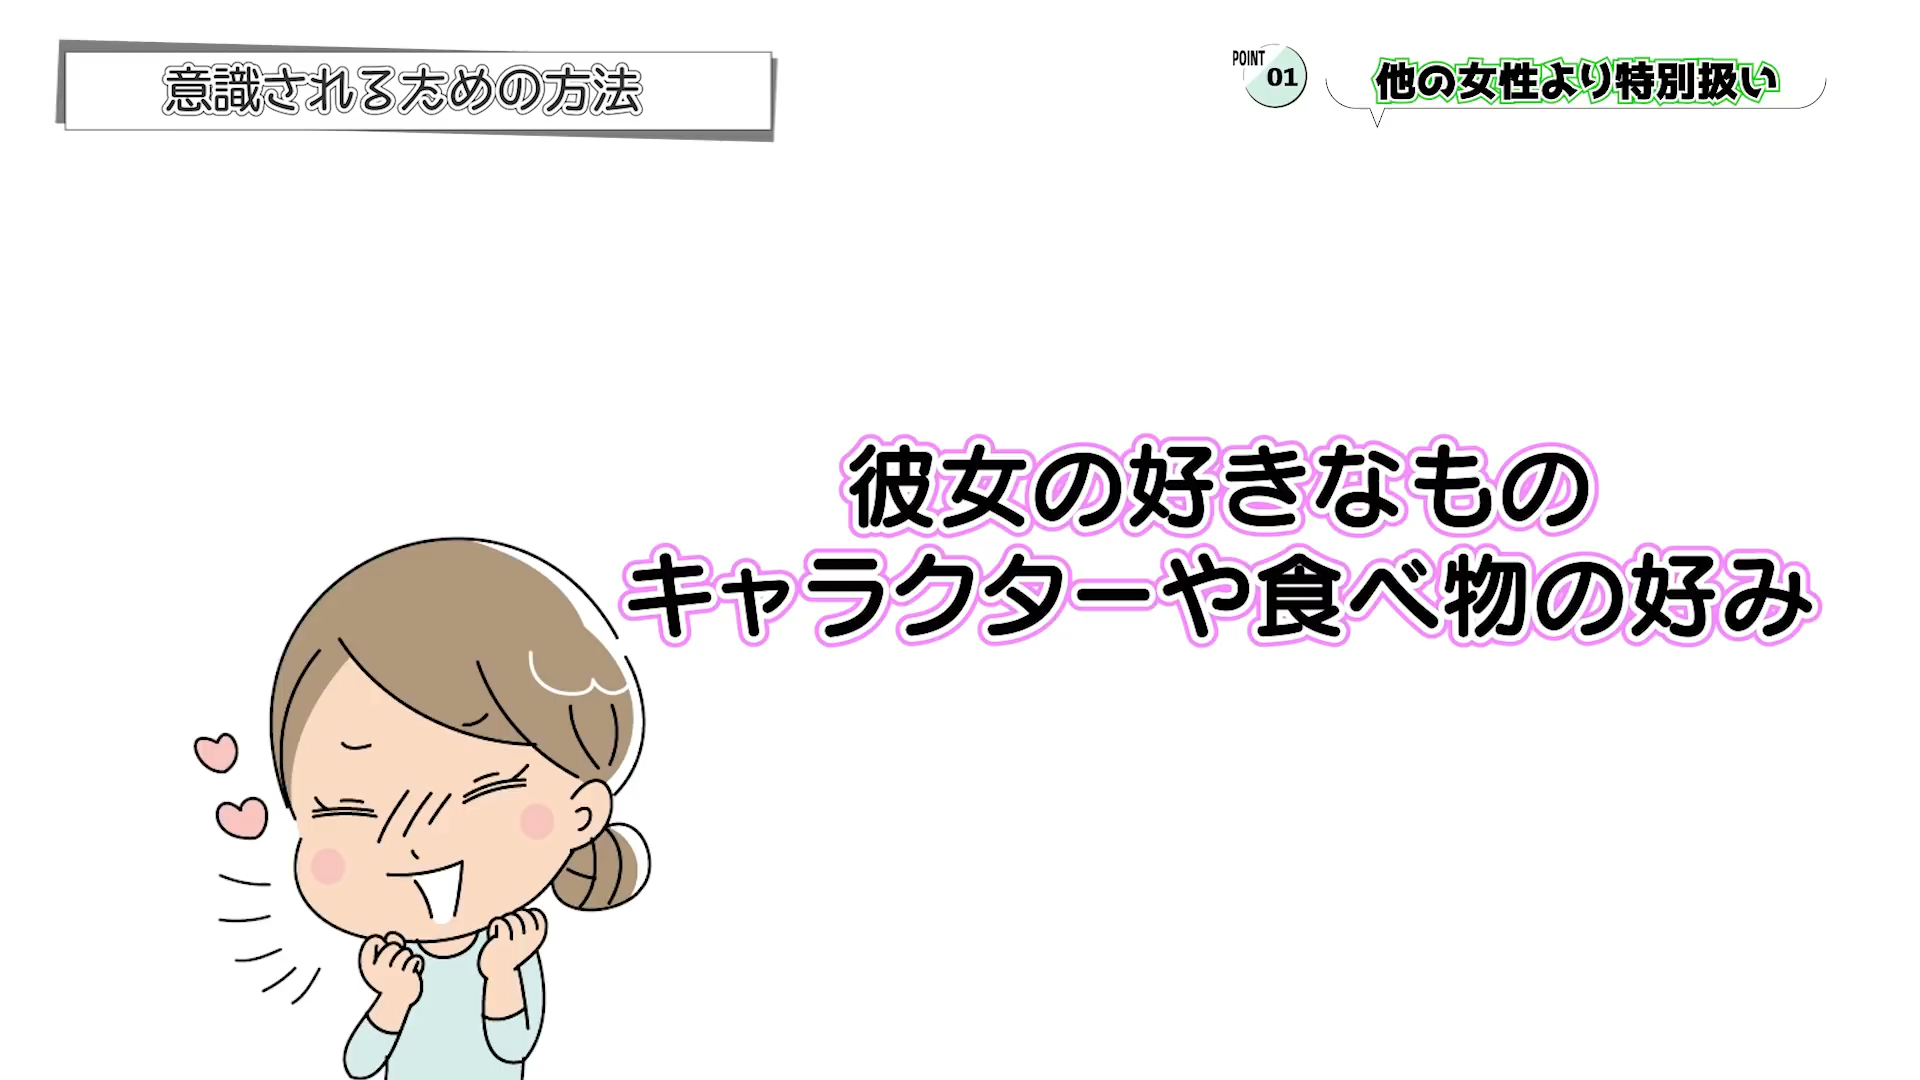 意識されるための方法
POINT
01
他の女性より特別扱い
彼女の好きなもの
キャラクターや食べ物の好み